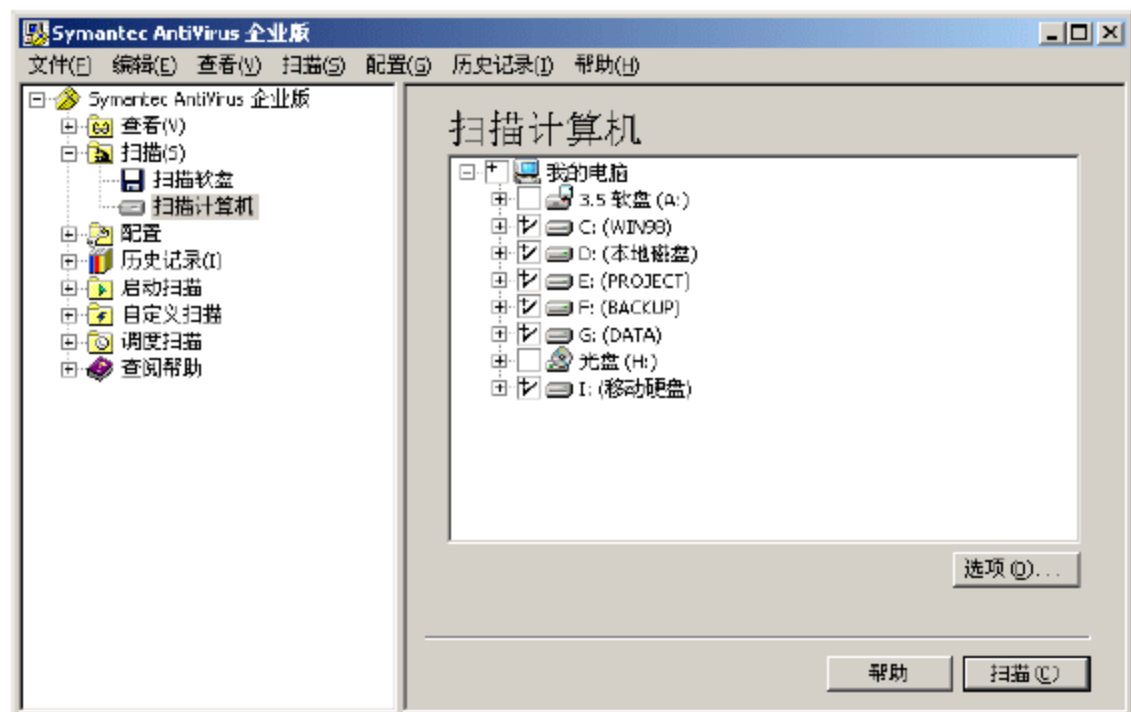 Symantec AntiVirus 企业版
文件(F) 编辑(E) 查看(V) 扫描(S) 配置(G) 历史记录(I) 帮助(H)
Symantec AntiVirus 企业版
查看(V)
扫描(S)
扫描软盘
扫描计算机
配置
历史记录(I)
启动扫描
自定义扫描
调度扫描
查阅帮助
扫描计算机
我的电脑
3.5 软盘 (A:)
C: (WIN98)
D: (本地磁盘)
E: (PROJECT)
F: (BACKUP)
G: (DATA)
光盘 (H:)
I: (移动硬盘)
选项(O)...
帮助
扫描(C)